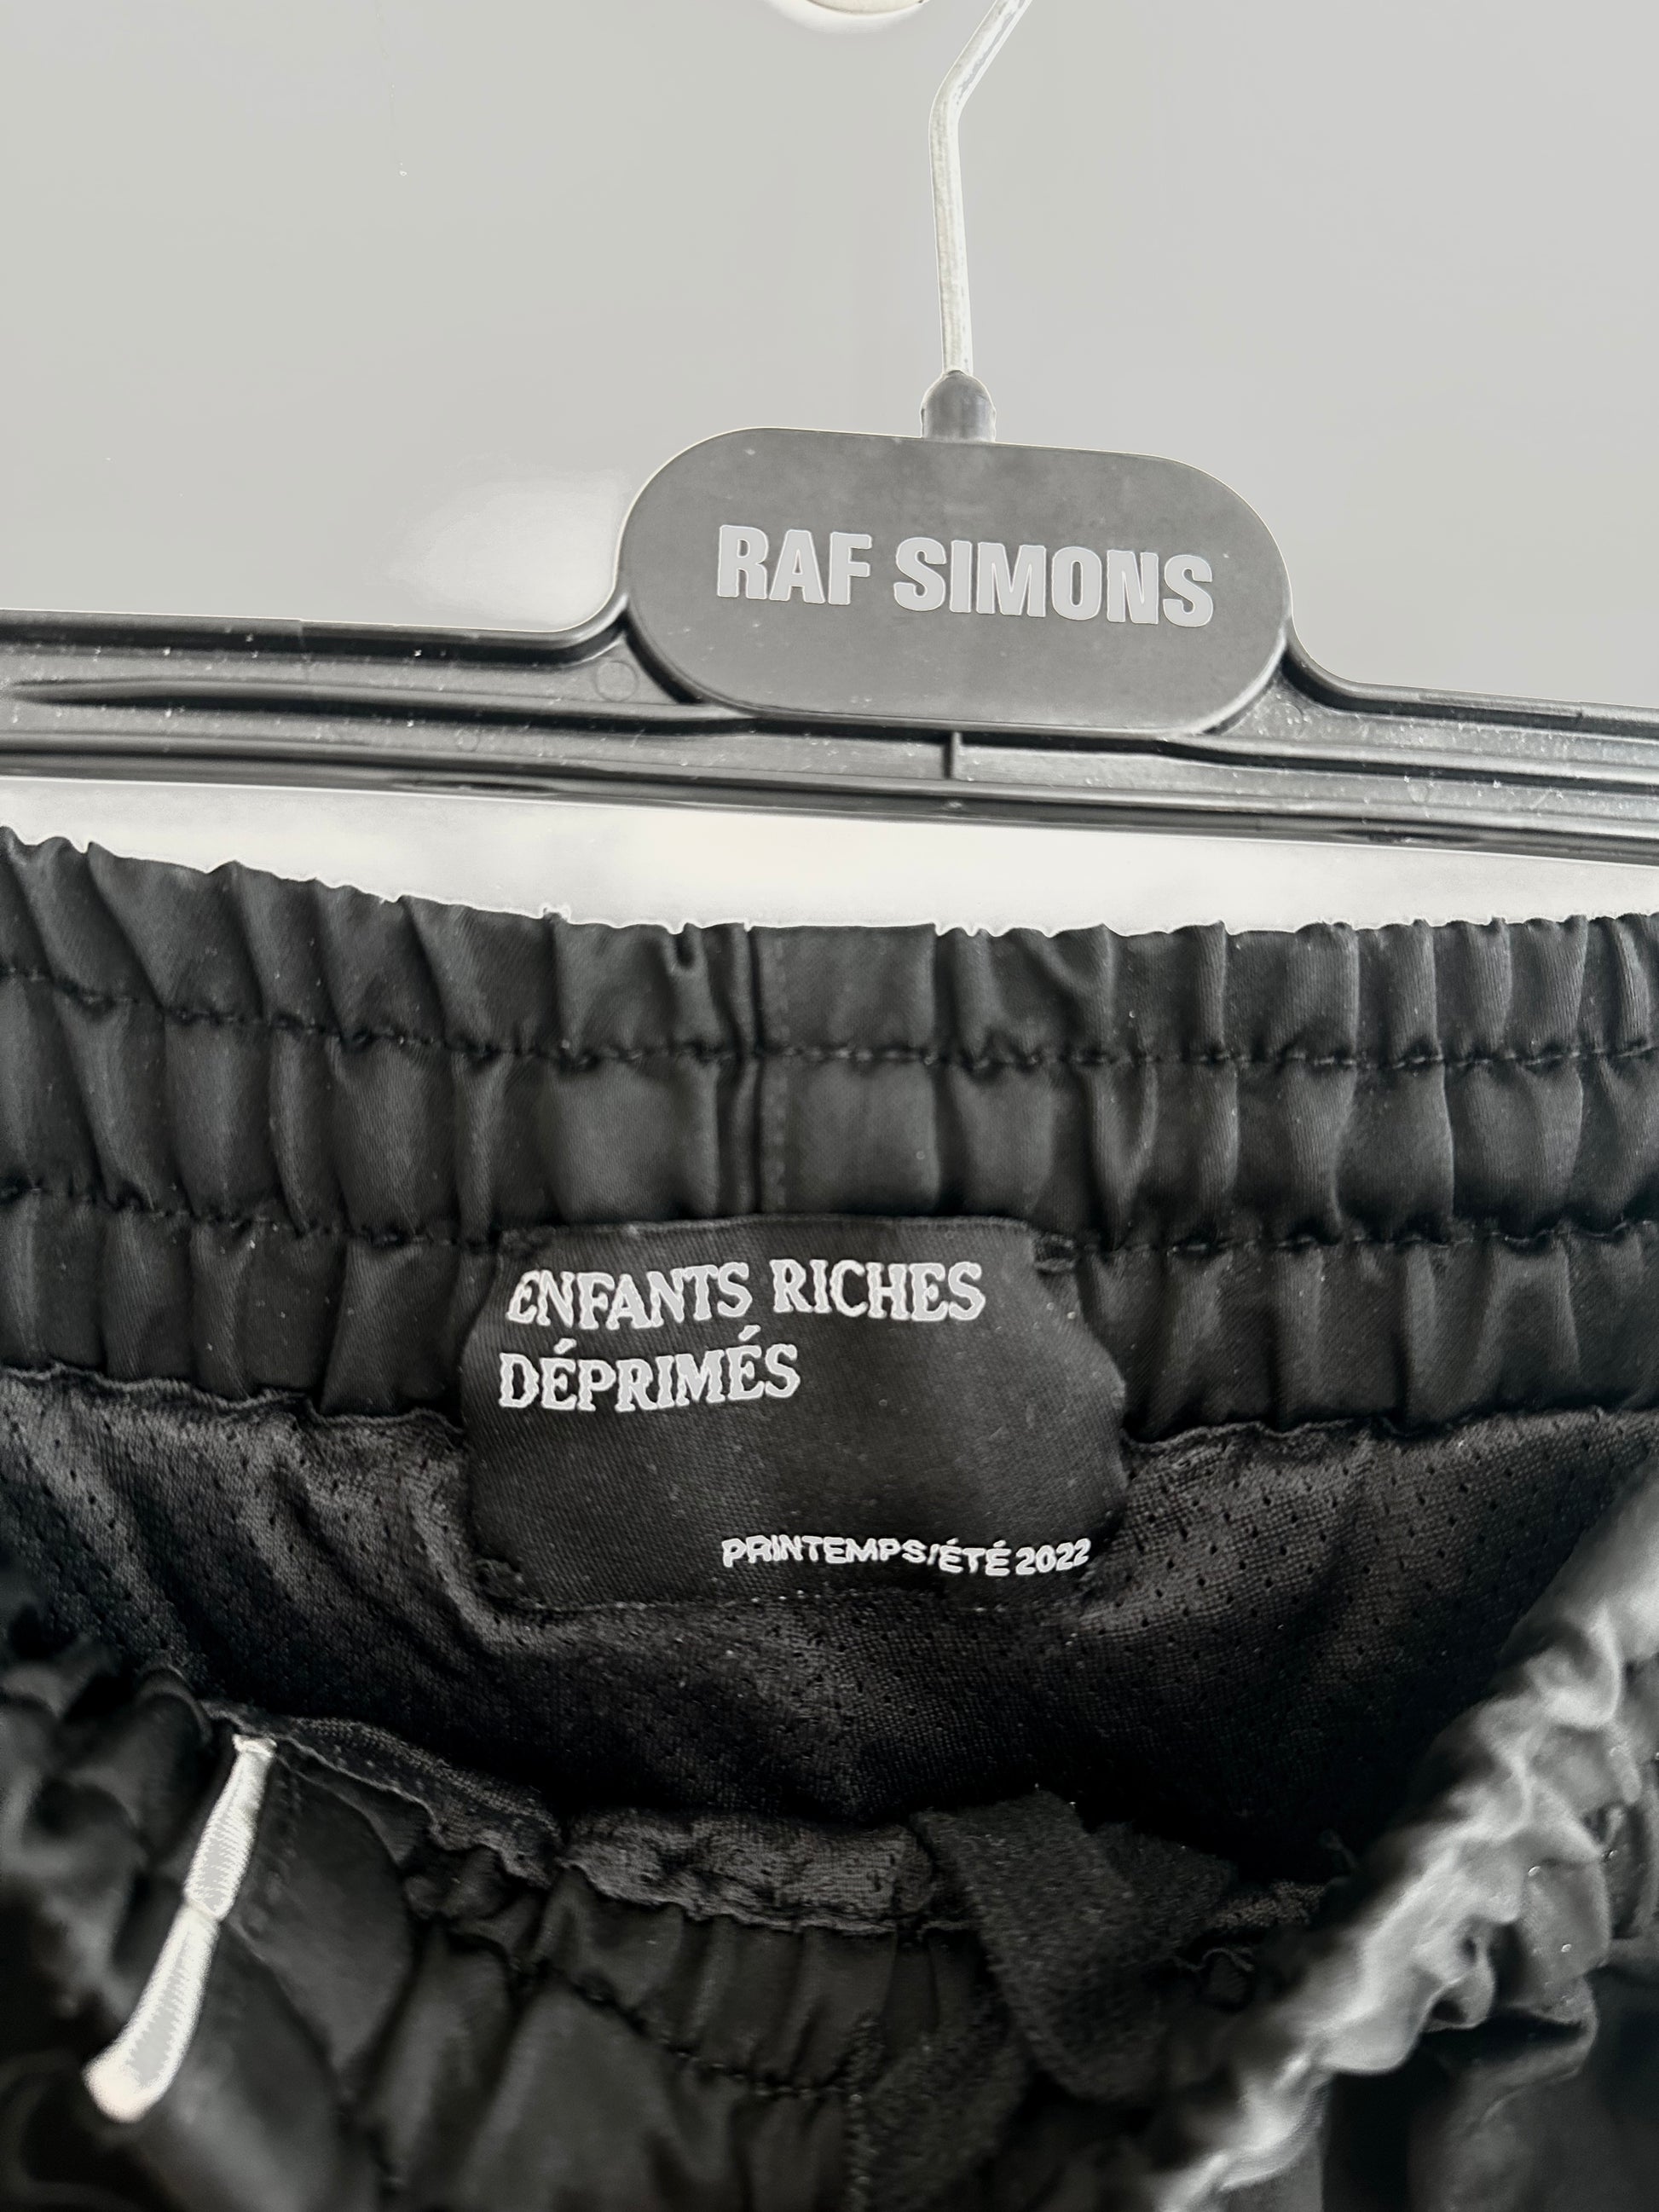 RAF SIMONS
ENFANTS RICHES
DÉPRIMÉS
PRINTEMPS/ÉTÉ 2022